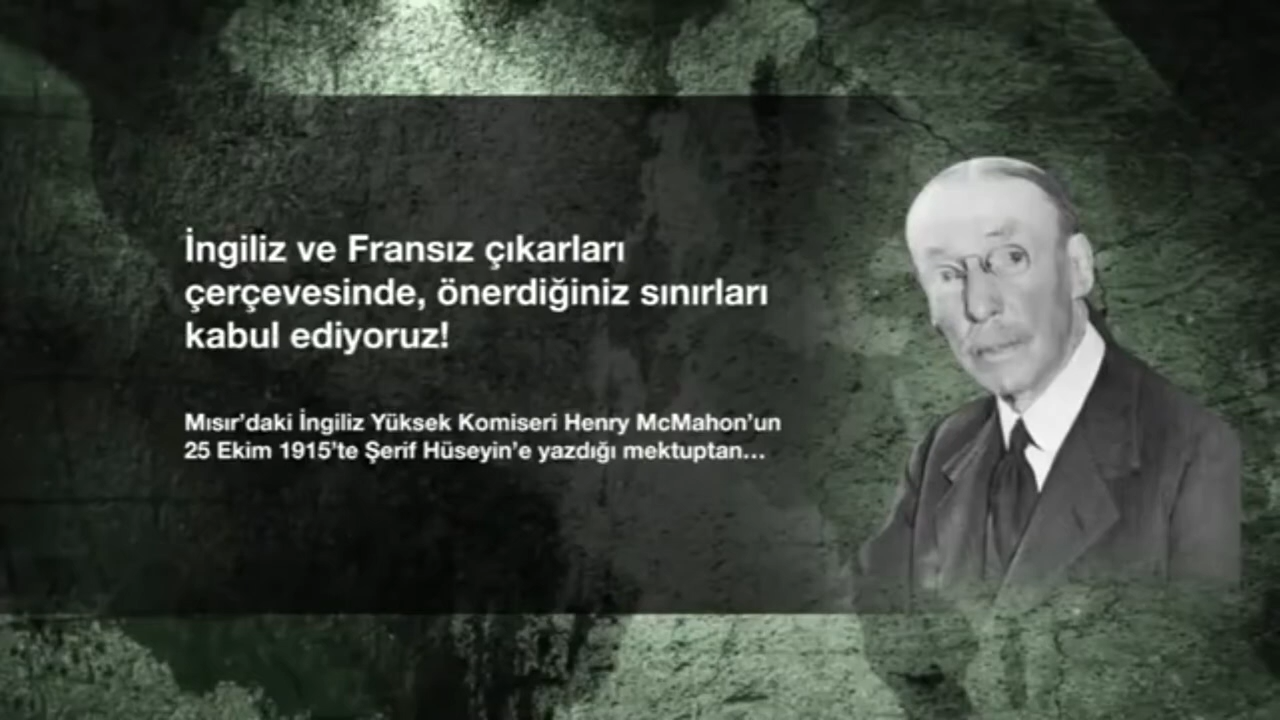 İngiliz ve Fransız çıkarları
çerçevesinde, önerdiğiniz sınırları
kabul ediyoruz!
Mısır'daki İngiliz Yüksek Komiseri Henry McMahon'un
25 Ekim 1915'te Şerif Hüseyin'e yazdığı mektuptan...